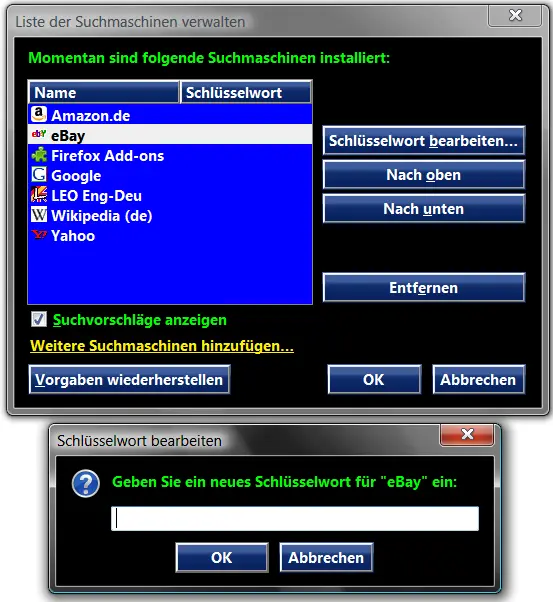 Liste der Suchmaschinen verwalten
Momentan sind folgende Suchmaschinen installiert:
Name Schlüsselwort
Amazon.de
eBay
Firefox Add-ons
Google
LEO Eng-Deu
Wikipedia (de)
Yahoo
Schlüsselwort bearbeiten...
Nach oben
Nach unten
Entfernen
Suchvorschläge anzeigen
Weitere Suchmaschinen hinzufügen...
Vorgaben wiederherstellen OK Abbrechen
Schlüsselwort bearbeiten
Geben Sie ein neues Schlüsselwort für "eBay" ein:
OK Abbrechen